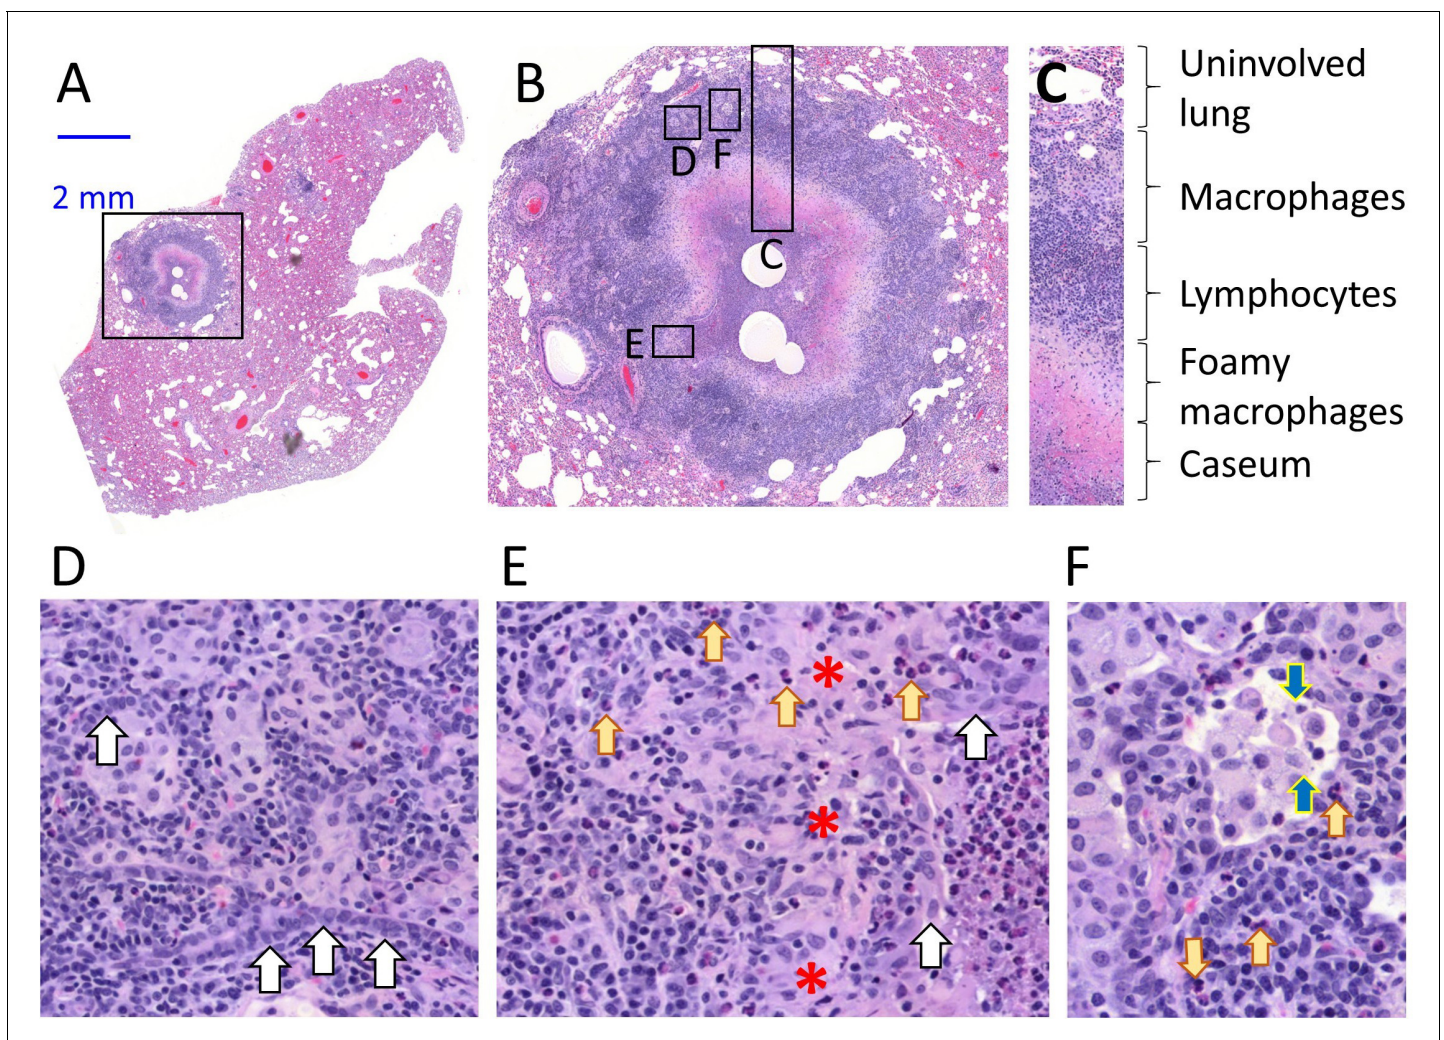 A
2 mm
B
D
F
C
E
C
Uninvolved
lung
Macrophages
Lymphocytes
Foamy
macrophages
Caseum
D
E
*
*
*
F